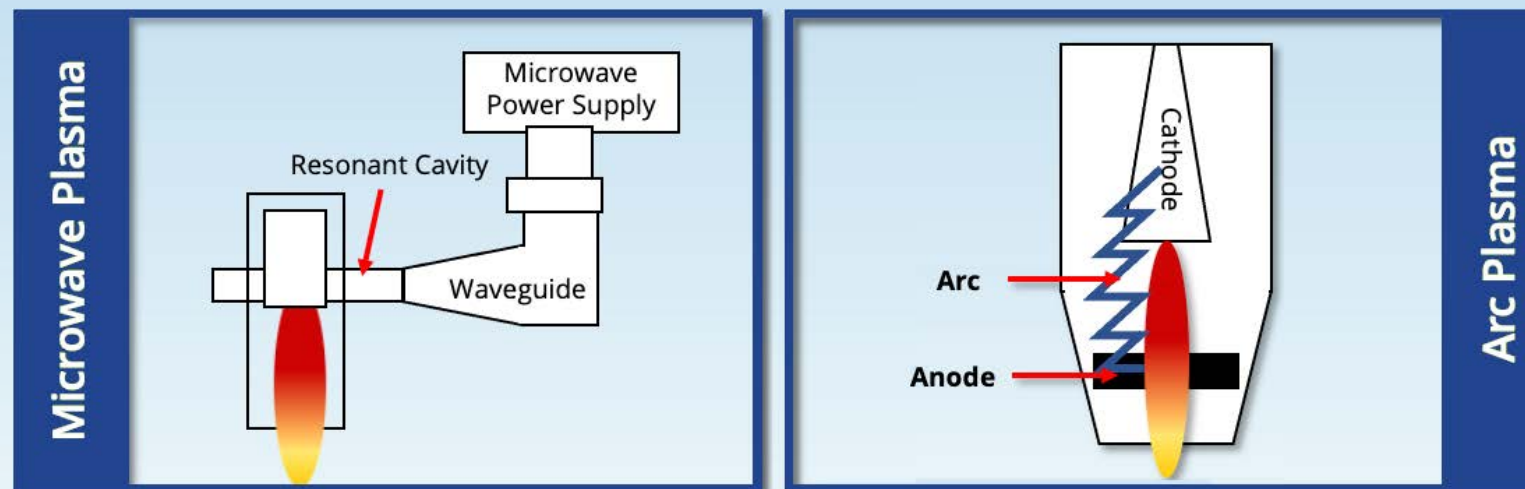 Microwave Plasma
Microwave
Power Supply
Resonant Cavity
Waveguide
Cathode
Arc
Anode
Arc Plasma